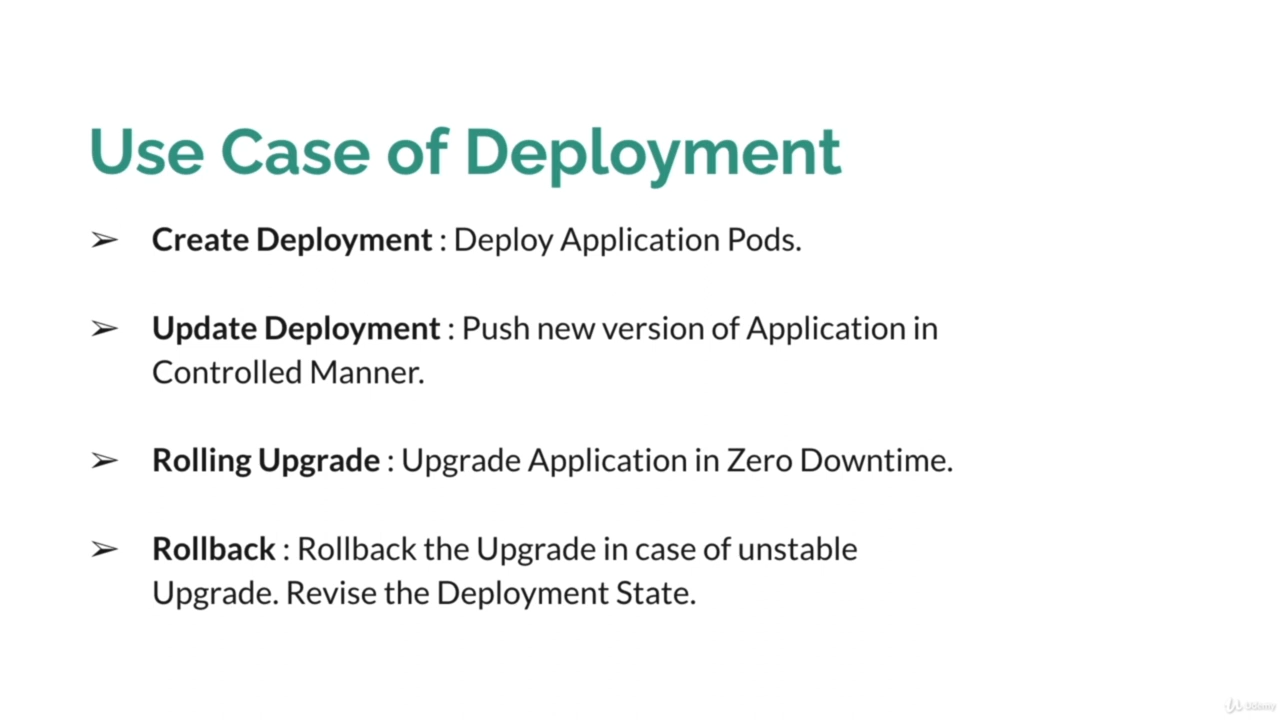 Use Case of Deployment
➢ Create Deployment : Deploy Application Pods.
➢ Update Deployment : Push new version of Application in
Controlled Manner.
➢ Rolling Upgrade : Upgrade Application in Zero Downtime.
➢ Rollback : Rollback the Upgrade in case of unstable
Upgrade. Revise the Deployment State.
Udemy